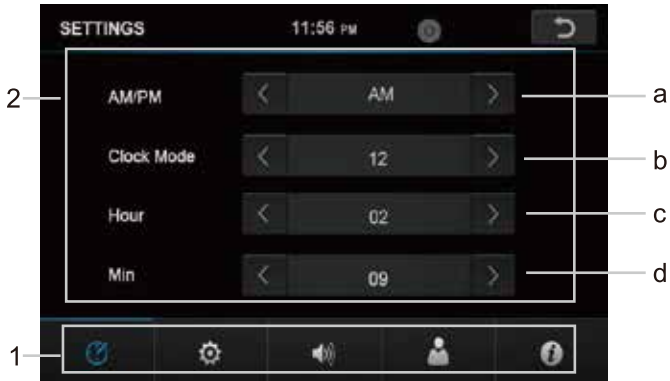 SETTINGS 11:56 PM
2
AM/PM AM a
Clock Mode 12 b
Hour 02 c
Min 09 d
1